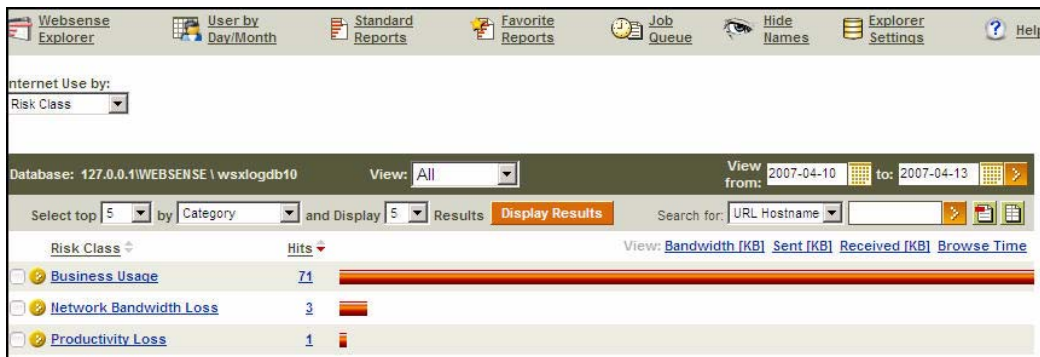 Websense Explorer
User by Day/Month
Standard Reports
Favorite Reports
Job Queue
Hide Names
Explorer Settings
Help
nternet Use by:
Risk Class
Database: 127.0.0.1\WEBSENSE \ wsxlogdb10 View: All View from: 2007-04-10 to: 2007-04-13
Select top 5 by Category and Display 5 Results Display Results Search for: URL Hostname
Risk Class Hits View: Bandwidth [KB] Sent [KB] Received [KB] Browse Time
Business Usage 71
Network Bandwidth Loss 3
Productivity Loss 1